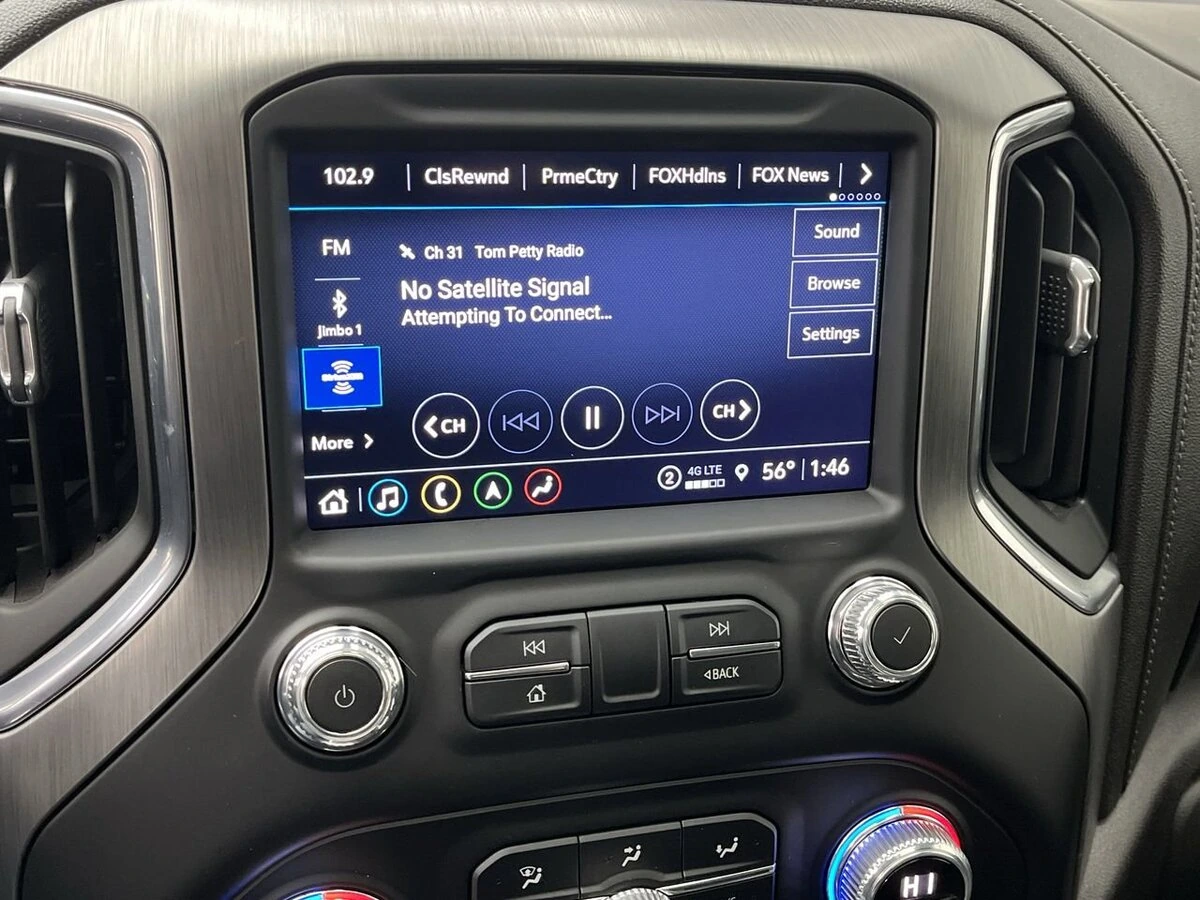 102.9 | ClsRewnd | PrmeCtry | FOXHdlns | FOX News
FM
Ch 31 Tom Petty Radio
No Satellite Signal
Attempting To Connect...
Sound
Browse
Settings
Jimbo 1
More
CH
CH
2 4G LTE 56° 1:46
BACK
HI